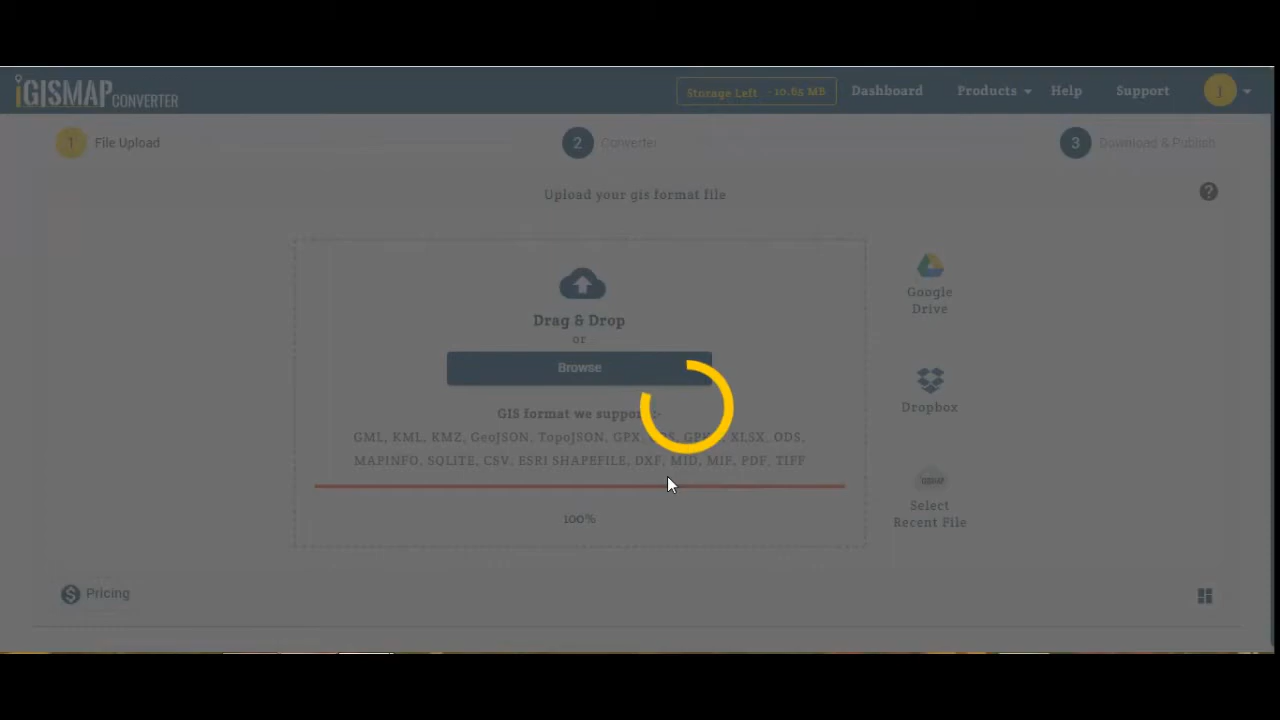 iGISMAP CONVERTER
Storage Left - 10.65 MB
Dashboard
Products
Help
Support
J
1 File Upload
2 Converter
3 Download & Publish
Upload your gis format file
?
Drag & Drop
or
Browse
GIS format we support :-
GML, KML, KMZ, GeoJSON, TopoJSON, GPX, GPKG, XLSX, ODS,
MAPINFO, SQLITE, CSV, ESRI SHAPEFILE, DXF, MID, MIF, PDF, TIFF
100%
Google
Drive
Dropbox
Select
Recent File
$ Pricing